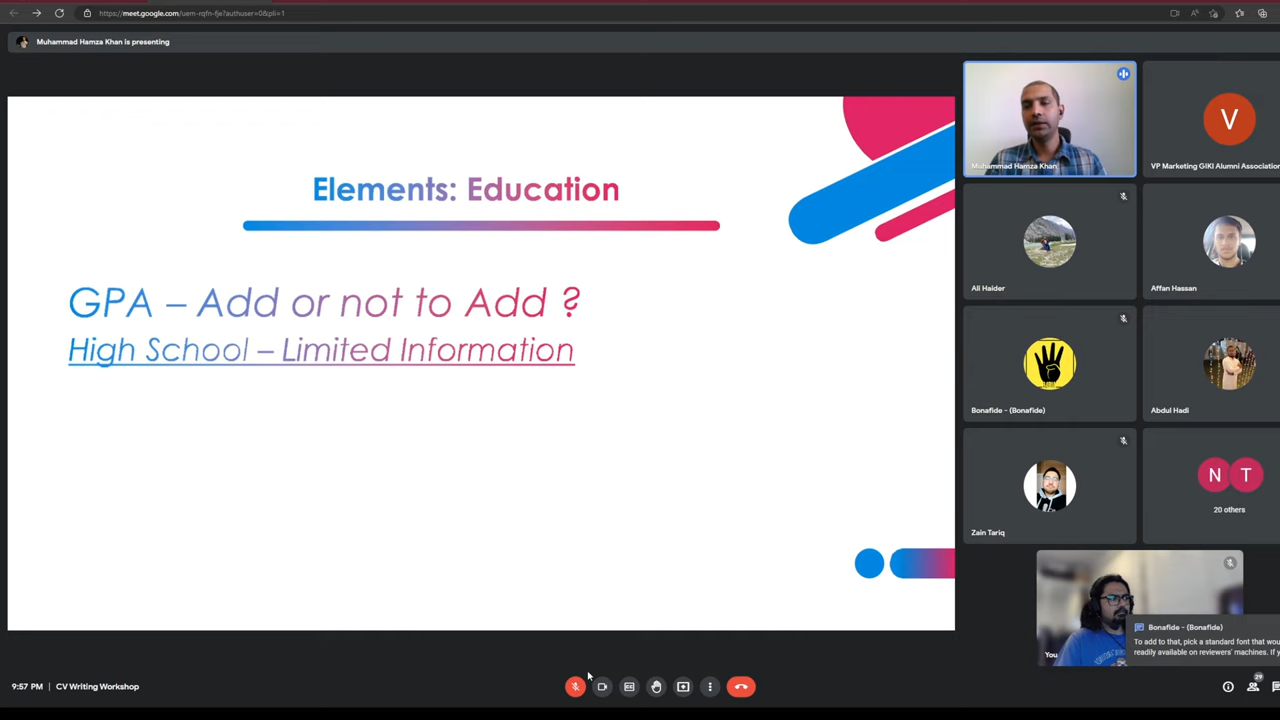 https://meet.google.com/uem-rqfn-fje?authuser=0&pli=1
Muhammad Hamza Khan is presenting
Elements: Education
GPA – Add or not to Add ?
High School – Limited Information
Muhammad Hamza Khan
V
VP Marketing GIKI Alumni Association
Ali Haider
Affan Hassan
Bonafide - (Bonafide)
Abdul Hadi
Zain Tariq
N T
20 others
You
Bonafide - (Bonafide)
To add to that, pick a standard font that wou
readily available on reviewers' machines. If y
9:57 PM | CV Writing Workshop
29